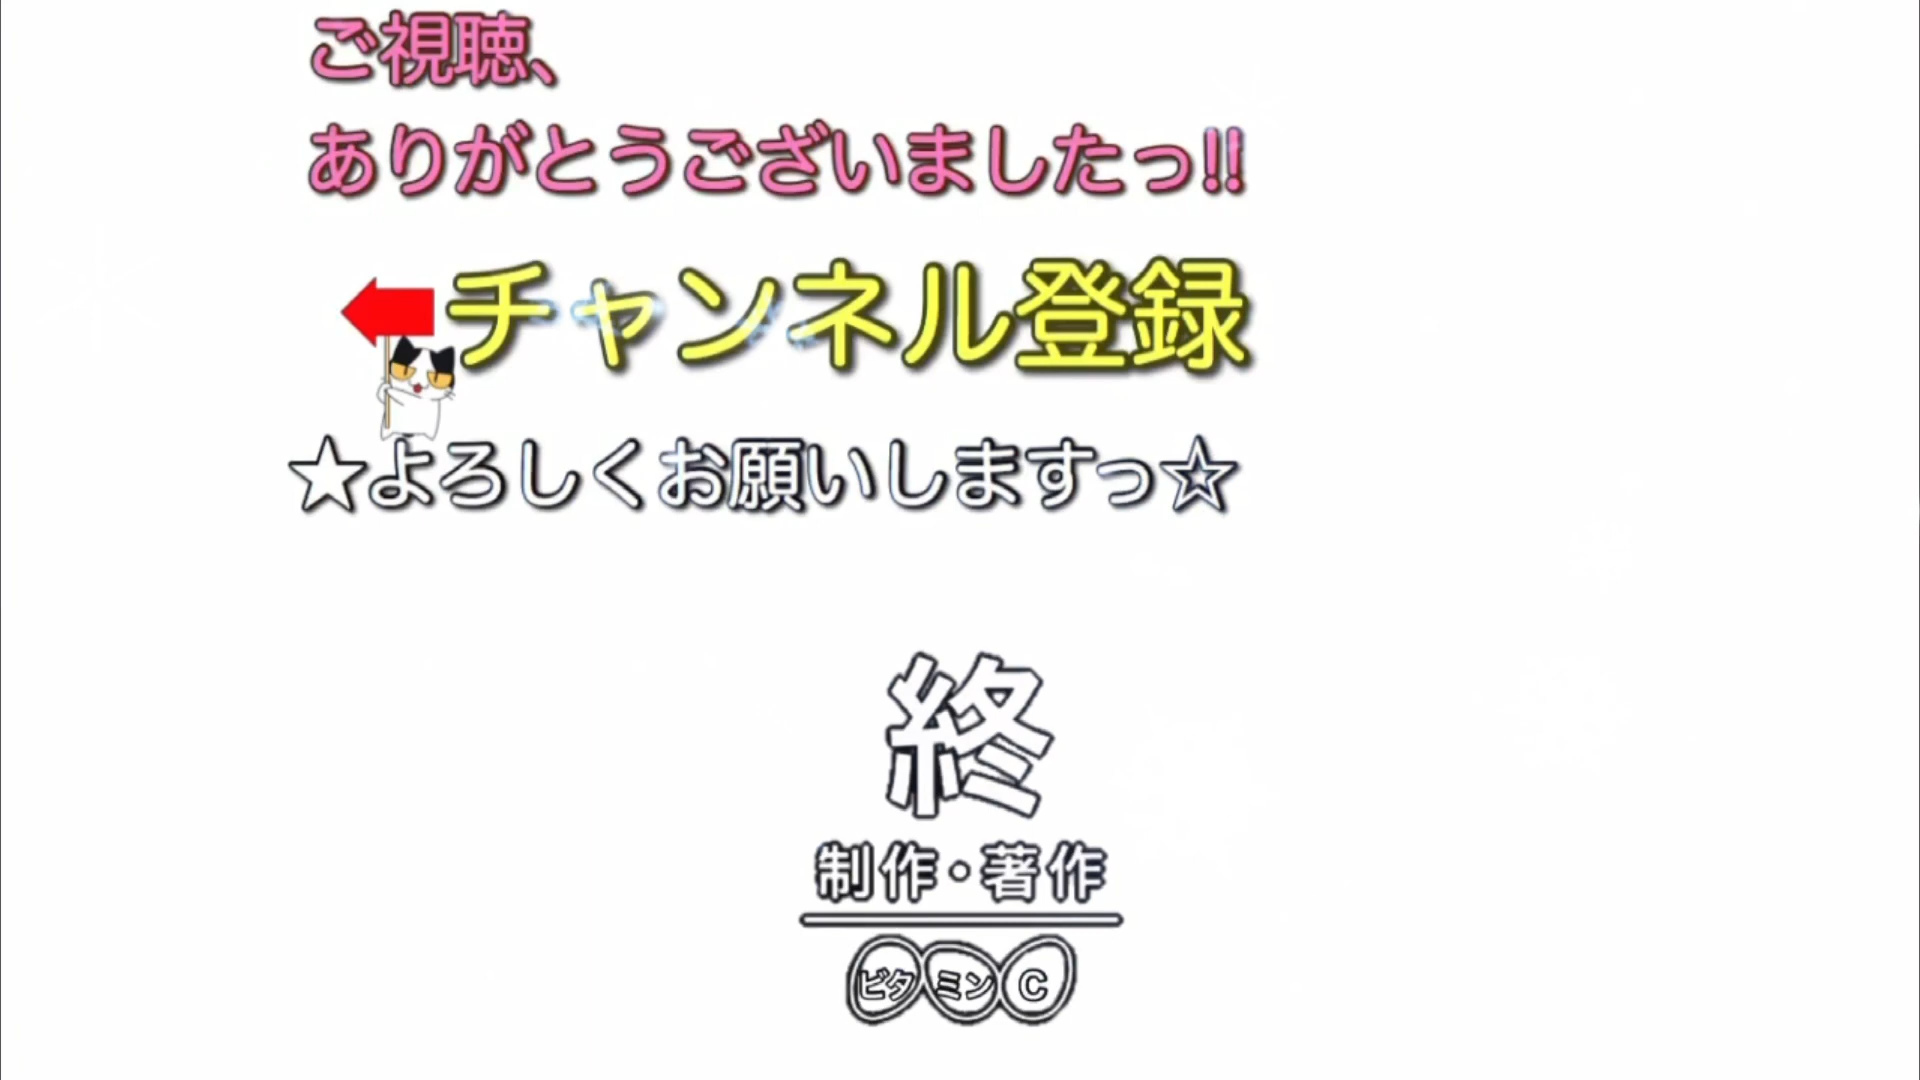 ご視聴、
ありがとうございましたっ!!
チャンネル登録
★よろしくお願いしますっ☆
終
制作・著作
ビタミンC